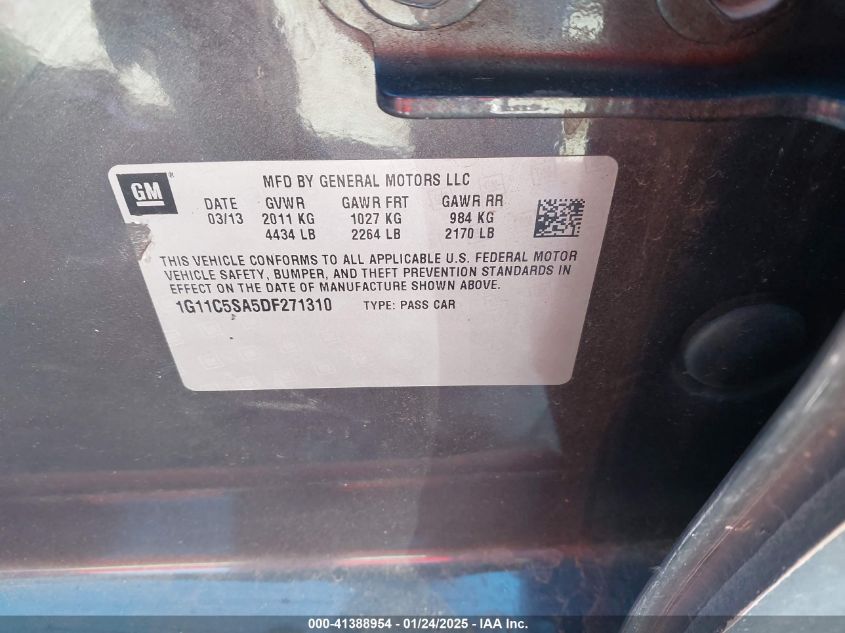 GM ®
MFD BY GENERAL MOTORS LLC
DATE GVWR GAWR FRT GAWR RR
03/13 2011 KG 1027 KG 984 KG
4434 LB 2264 LB 2170 LB
THIS VEHICLE CONFORMS TO ALL APPLICABLE U.S. FEDERAL MOTOR
VEHICLE SAFETY, BUMPER, AND THEFT PREVENTION STANDARDS IN
EFFECT ON THE DATE OF MANUFACTURE SHOWN ABOVE.
1G11C5SA5DF271310 TYPE: PASS CAR
000-41388954 - 01/24/2025 - IAA Inc.